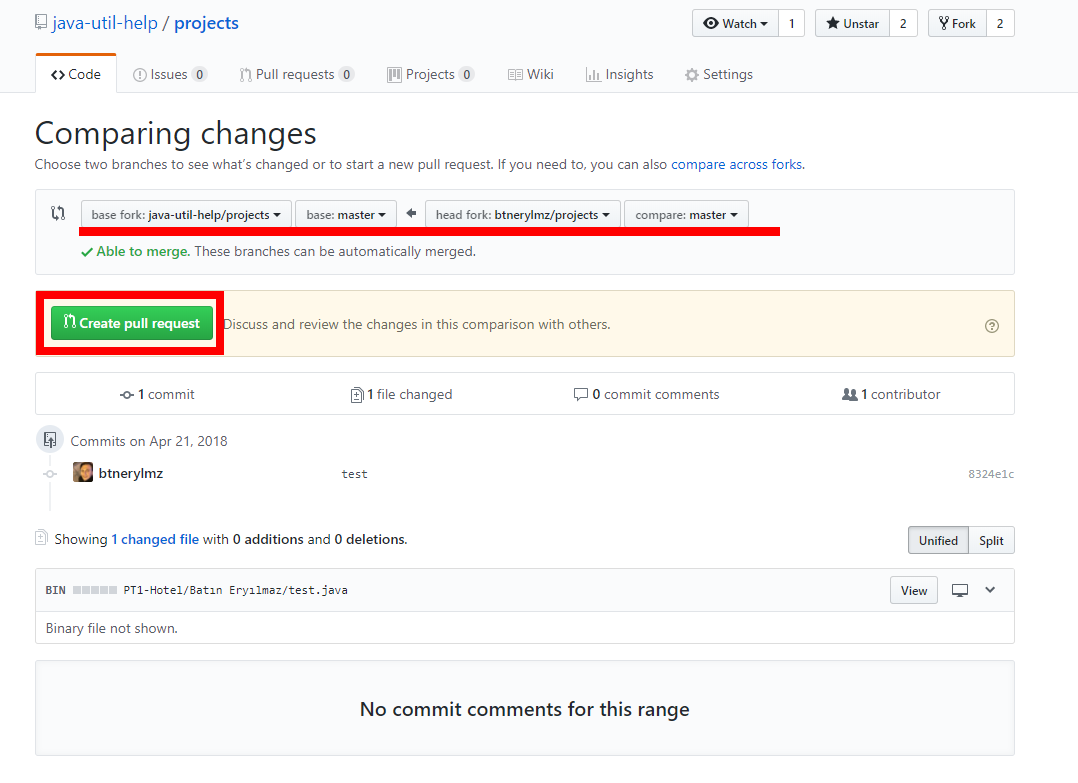 java-util-help / projects
Watch 1 Unstar 2 Fork 2
Code Issues 0 Pull requests 0 Projects 0 Wiki Insights Settings
Comparing changes
Choose two branches to see what's changed or to start a new pull request. If you need to, you can also compare across forks.
base fork: java-util-help/projects base: master head fork: btnerylmz/projects compare: master
Able to merge. These branches can be automatically merged.
Create pull request Discuss and review the changes in this comparison with others.
1 commit 1 file changed 0 commit comments 1 contributor
Commits on Apr 21, 2018
btnerylmz test 8324e1c
Showing 1 changed file with 0 additions and 0 deletions.
Unified Split
BIN PT1-Hotel/Batın Eryılmaz/test.java View
Binary file not shown.
No commit comments for this range